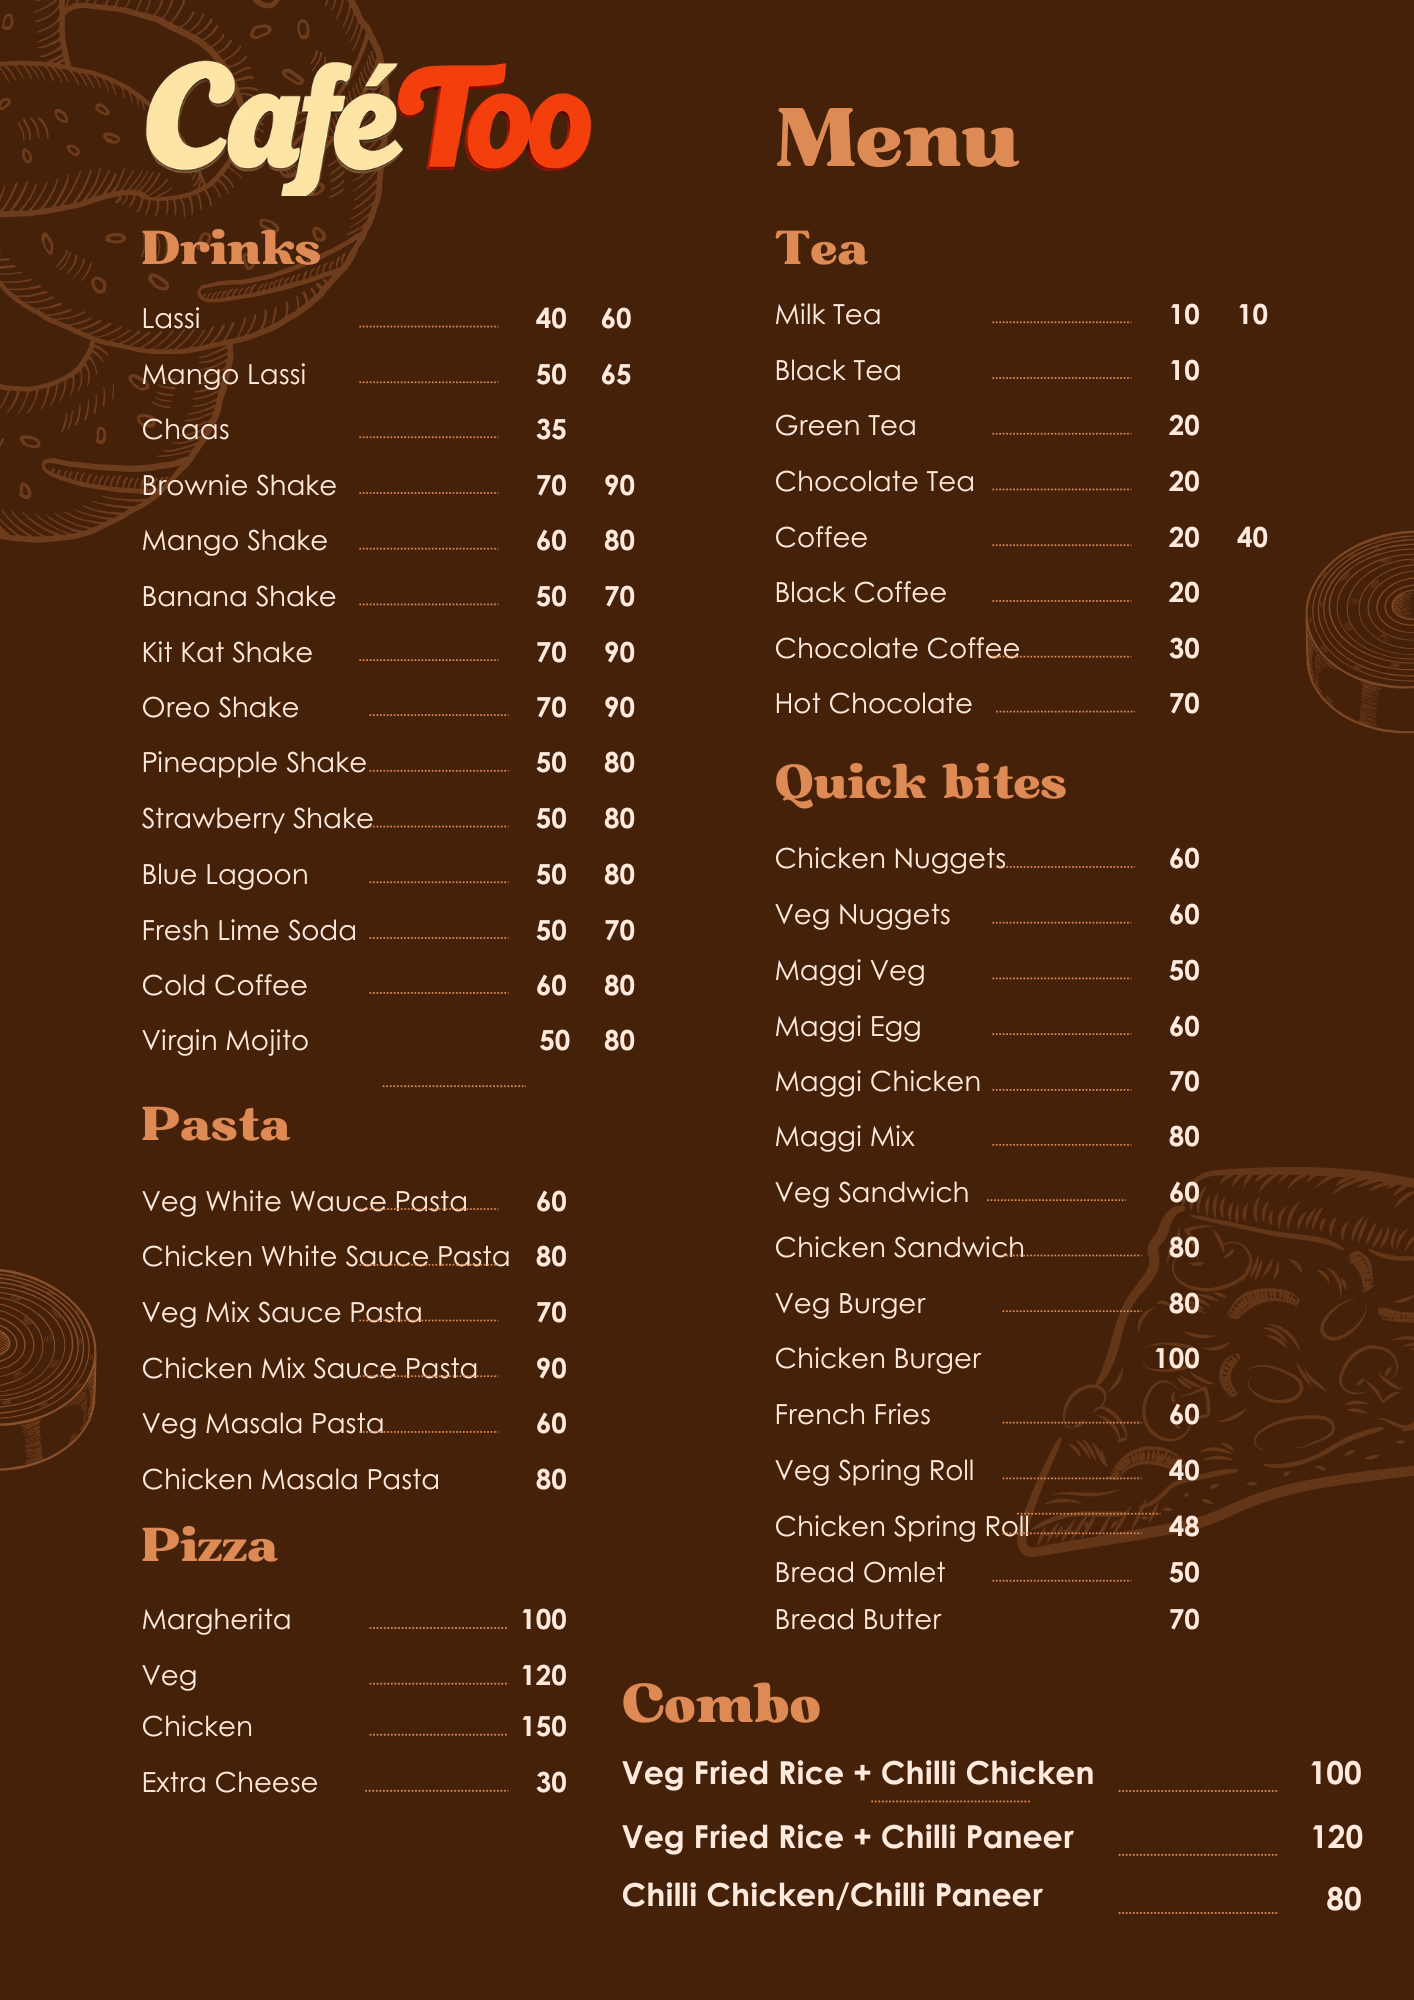 CaféToo
Menu
Drinks
Lassi 40 60
Mango Lassi 50 65
Chaas 35
Brownie Shake 70 90
Mango Shake 60 80
Banana Shake 50 70
Kit Kat Shake 70 90
Oreo Shake 70 90
Pineapple Shake 50 80
Strawberry Shake 50 80
Blue Lagoon 50 80
Fresh Lime Soda 50 70
Cold Coffee 60 80
Virgin Mojito 50 80
Pasta
Veg White Wauce Pasta 60
Chicken White Sauce Pasta 80
Veg Mix Sauce Pasta 70
Chicken Mix Sauce Pasta 90
Veg Masala Pasta 60
Chicken Masala Pasta 80
Pizza
Margherita 100
Veg 120
Chicken 150
Extra Cheese 30
Tea
Milk Tea 10 10
Black Tea 10
Green Tea 20
Chocolate Tea 20
Coffee 20 40
Black Coffee 20
Chocolate Coffee 30
Hot Chocolate 70
Quick bites
Chicken Nuggets 60
Veg Nuggets 60
Maggi Veg 50
Maggi Egg 60
Maggi Chicken 70
Maggi Mix 80
Veg Sandwich 60
Chicken Sandwich 80
Veg Burger 80
Chicken Burger 100
French Fries 60
Veg Spring Roll 40
Chicken Spring Roll 48
Bread Omlet 50
Bread Butter 70
Combo
Veg Fried Rice + Chilli Chicken 100
Veg Fried Rice + Chilli Paneer 120
Chilli Chicken/Chilli Paneer 80